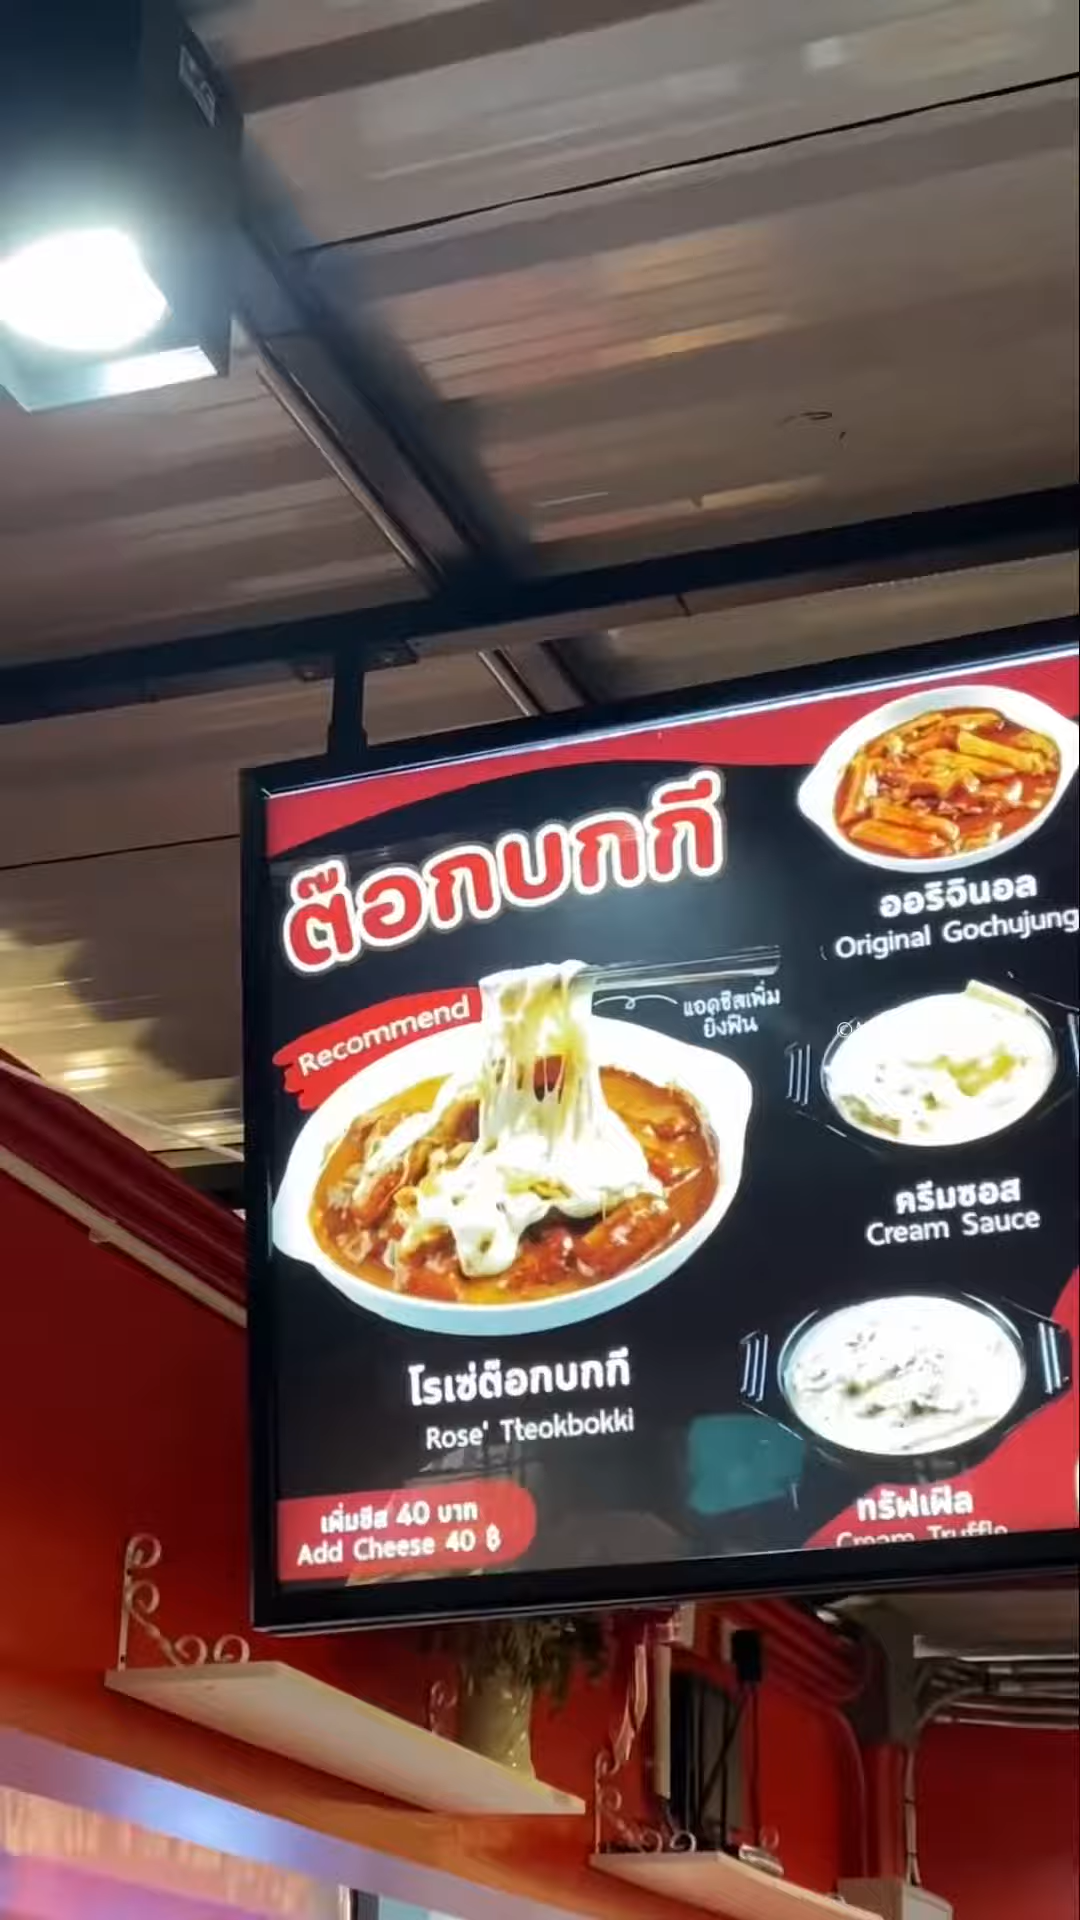 ต๊อกบกกี
Recommend
แอดชีสเพิ่ม
ยิ่งฟิน
โรเซ่ต๊อกบกกี
Rose' Tteokbokki
เพิ่มชีส 40 บาท
Add Cheese 40 ฿
ออริจินอล
Original Gochujung
ครีมซอส
Cream Sauce
ทรัฟเฟิล
Cream Truffle